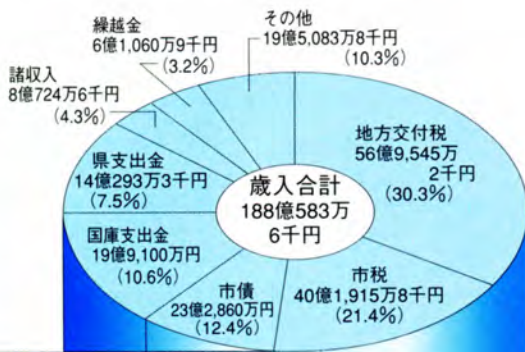 繰越金
6億1,060万9千円
(3.2%)
その他
19億5,083万8千円
(10.3%)
諸収入
8億724万6千円
(4.3%)
地方交付税
56億9,545万
2千円
(30.3%)
県支出金
14億293万3千円
(7.5%)
歳入合計
188億583万
6千円
国庫支出金
19億9,100万円
(10.6%)
市債
23億2,860万円
(12.4%)
市税
40億1,915万8千円
(21.4%)